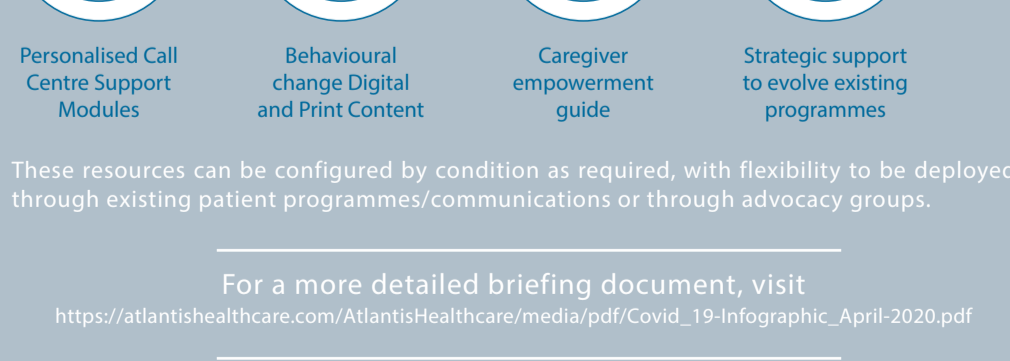 Personalised Call
Centre Support
Modules
Behavioural
change Digital
and Print Content
Caregiver
empowerment
guide
Strategic support
to evolve existing
programmes
These resources can be configured by condition as required, with flexibility to be deployed
through existing patient programmes/communications or through advocacy groups.
For a more detailed briefing document, visit
https://atlantishealthcare.com/AtlantisHealthcare/media/pdf/Covid_19-Infographic_April-2020.pdf